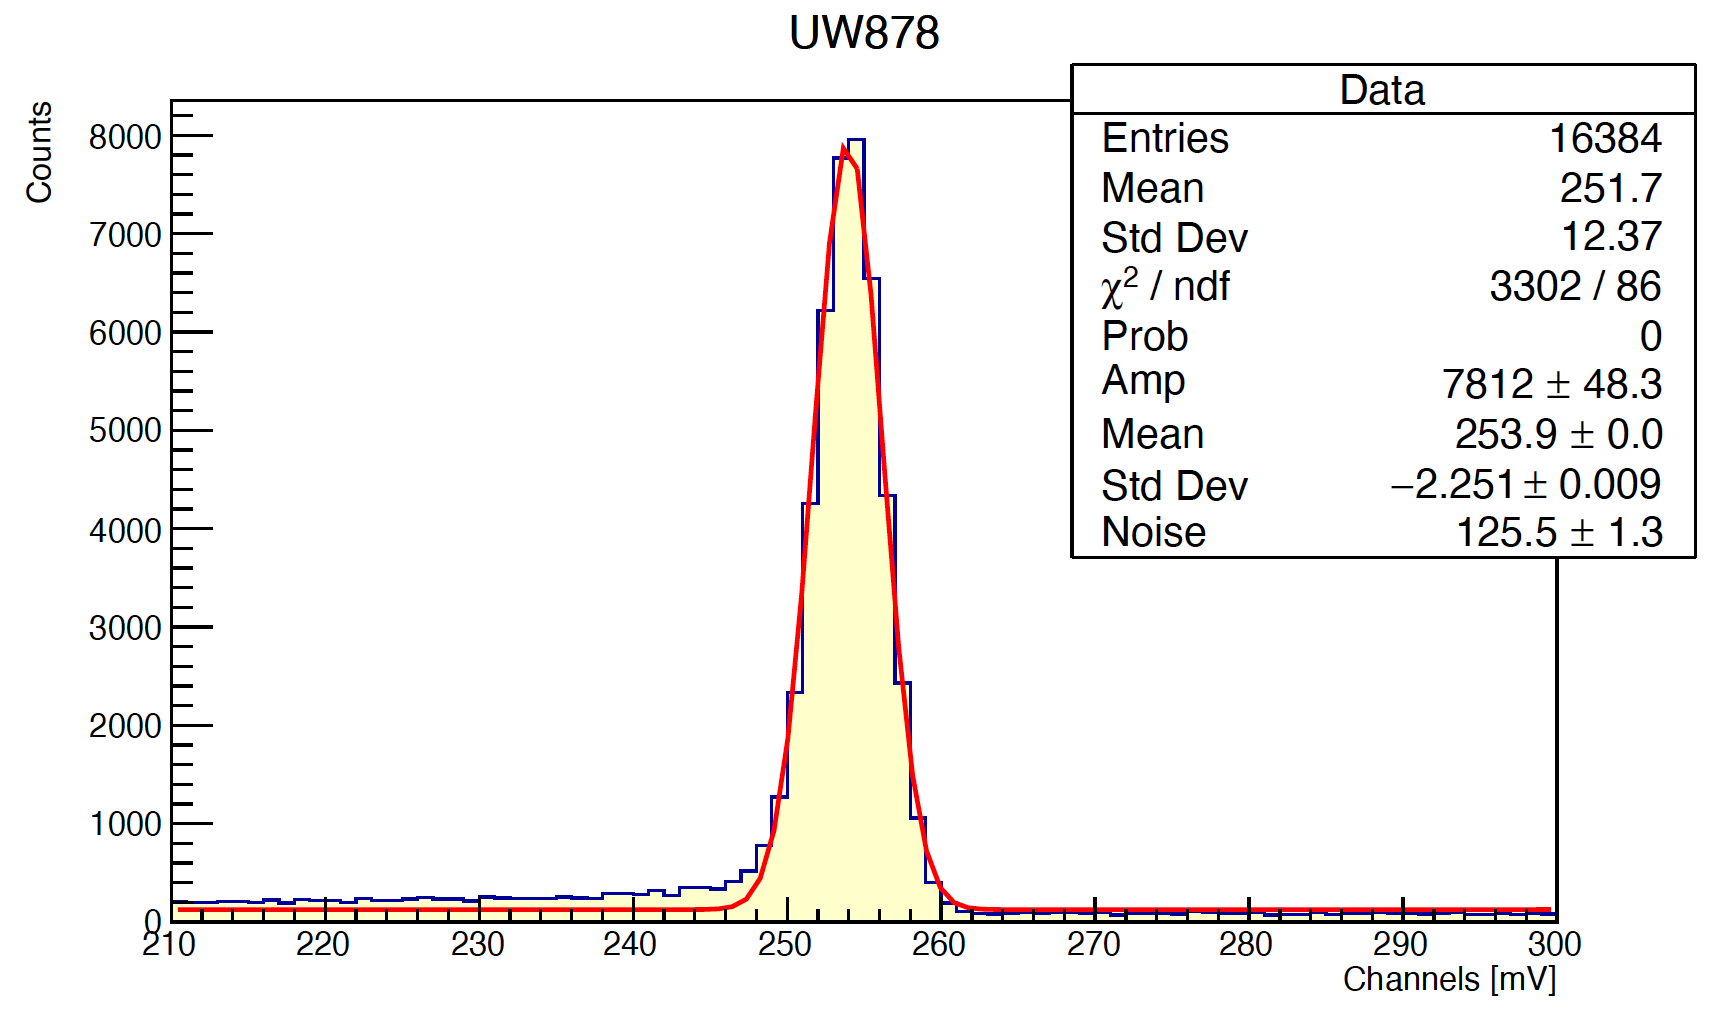 UW878
Counts
8000
7000
6000
5000
4000
3000
2000
1000
0
210 220 230 240 250 260 270 280 290 300
Channels [mV]
Data
Entries 16384
Mean 251.7
Std Dev 12.37
χ² / ndf 3302 / 86
Prob 0
Amp 7812 ± 48.3
Mean 253.9 ± 0.0
Std Dev −2.251 ± 0.009
Noise 125.5 ± 1.3